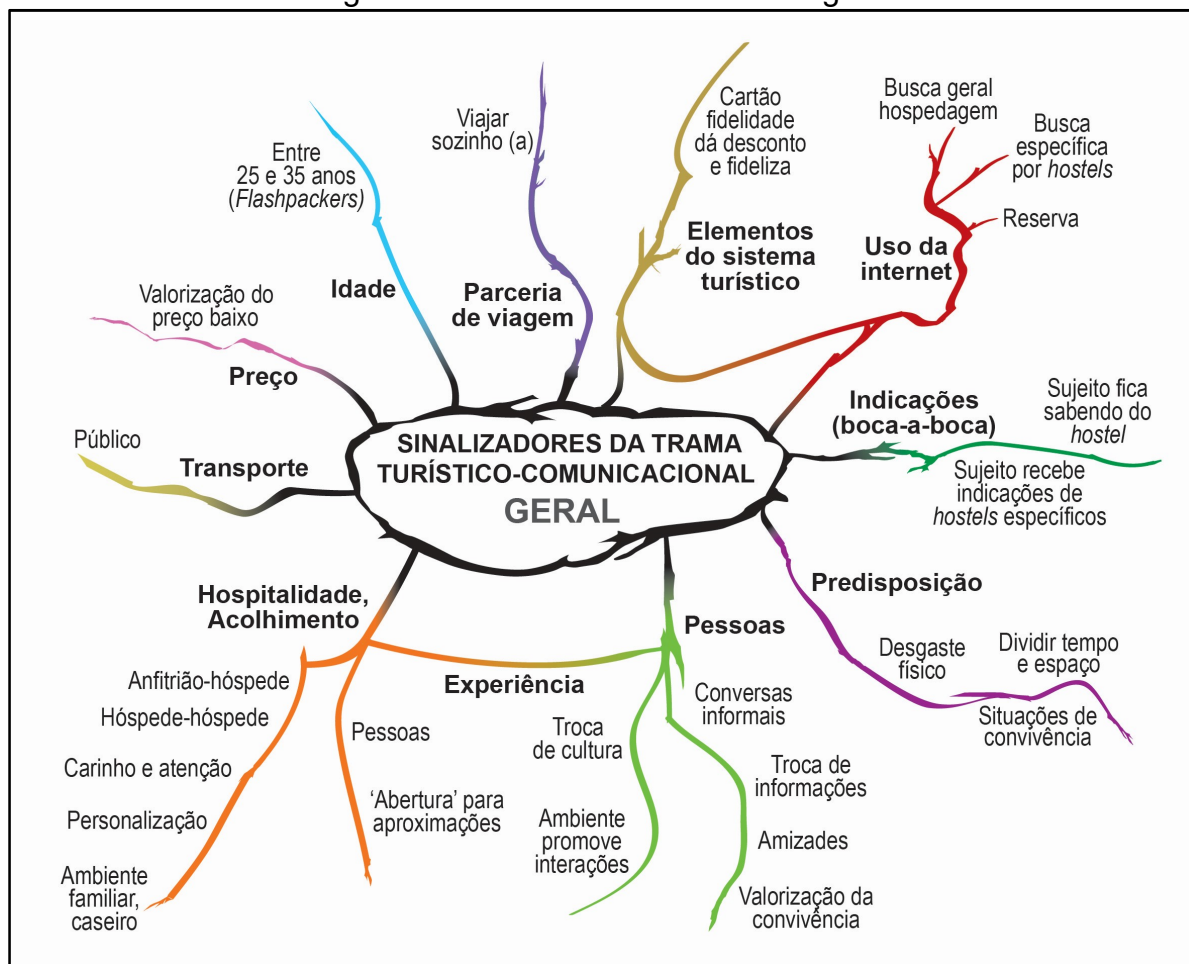 Busca geral
hospedagem
Cartão
fidelidade
dá desconto
e fideliza
Viajar
sozinho (a)
Busca
específica
por hostels
Entre
25 e 35 anos
(Flashpackers)
Reserva
Elementos
do sistema
turístico
Uso da
internet
Idade
Parceria
de viagem
Valorização do
preço baixo
Preço
Indicações
(boca-a-boca)
Sujeito fica
sabendo do
hostel
Público
Transporte
SINALIZADORES DA TRAMA
TURÍSTICO-COMUNICACIONAL
GERAL
Sujeito recebe
indicações de
hostels específicos
Hospitalidade,
Acolhimento
Predisposição
Pessoas
Experiência
Desgaste
físico
Dividir tempo
e espaço
Situações de
convivência
Anfitrião-hóspede
Hóspede-hóspede
Carinho e atenção
Personalização
Ambiente
familiar,
caseiro
Pessoas
‘Abertura’ para
aproximações
Troca
de cultura
Ambiente
promove
interações
Conversas
informais
Troca de
informações
Amizades
Valorização da
convivência